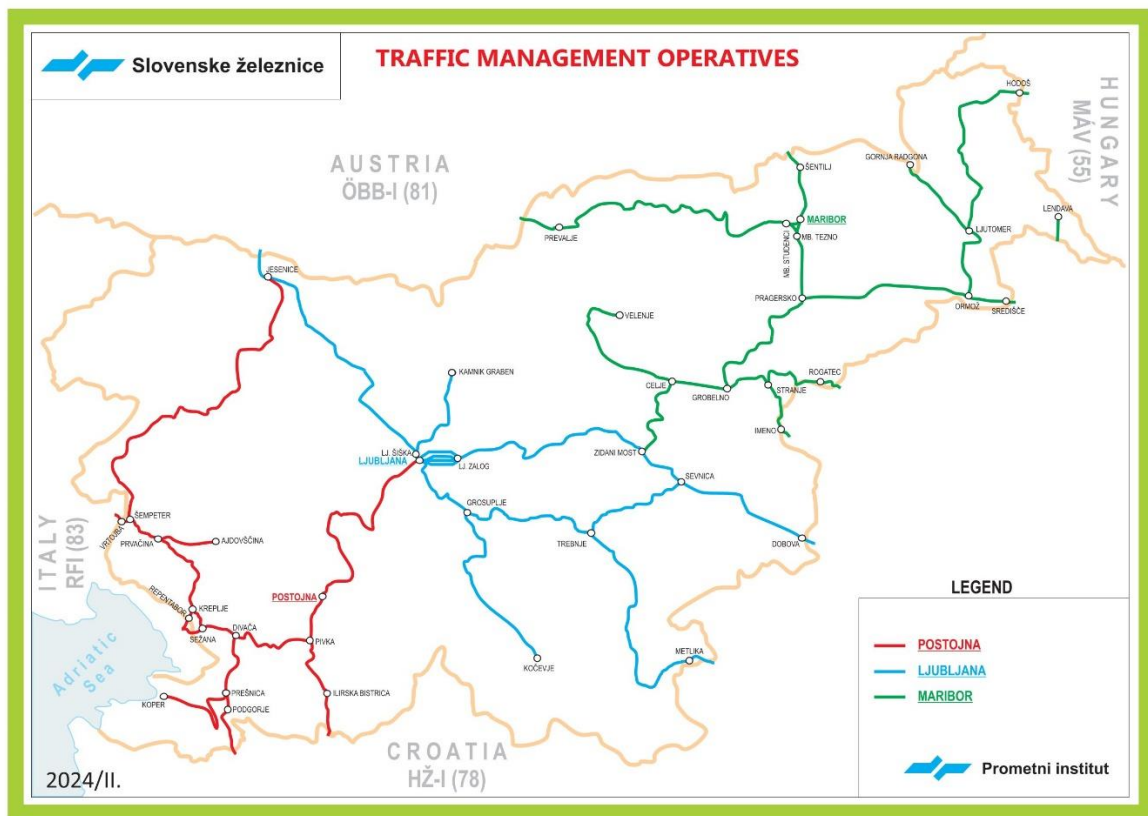 Slovenske železnice
TRAFFIC MANAGEMENT OPERATIVES
HUNGARY
MÁV (55)
AUSTRIA
ÖBB-I (81)
HODOŠ
GORNJA RADGONA
ŠENTILJ
LENDAVA
MARIBOR
PREVALJE
MB. STUDENCI
MB. TEZNO
LJUTOMER
JESENICE
PRAGERSKO
ORMOŽ
SREDIŠČE
VELENJE
KAMNIK GRABEN
ROGATEC
CELJE
GROBELNO
STRANJE
IMENO
LJ. ŠIŠKA
LJUBLJANA
LJ. ZALOG
ZIDANI MOST
SEVNICA
GROSUPLJE
TREBNJE
DOBOVA
ITALY
RFI (83)
ŠEMPETER
VRTOJBA
PRVAČINA
AJDOVŠČINA
POSTOJNA
REPENTABOR
KREPLJE
SEŽANA
DIVAČA
PIVKA
KOČEVJE
METLIKA
Adriatic
Sea
KOPER
PREŠNICA
ILIRSKA BISTRICA
PODGORJE
CROATIA
HŽ-I (78)
LEGEND
POSTOJNA
LJUBLJANA
MARIBOR
Prometni institut
2024/II.